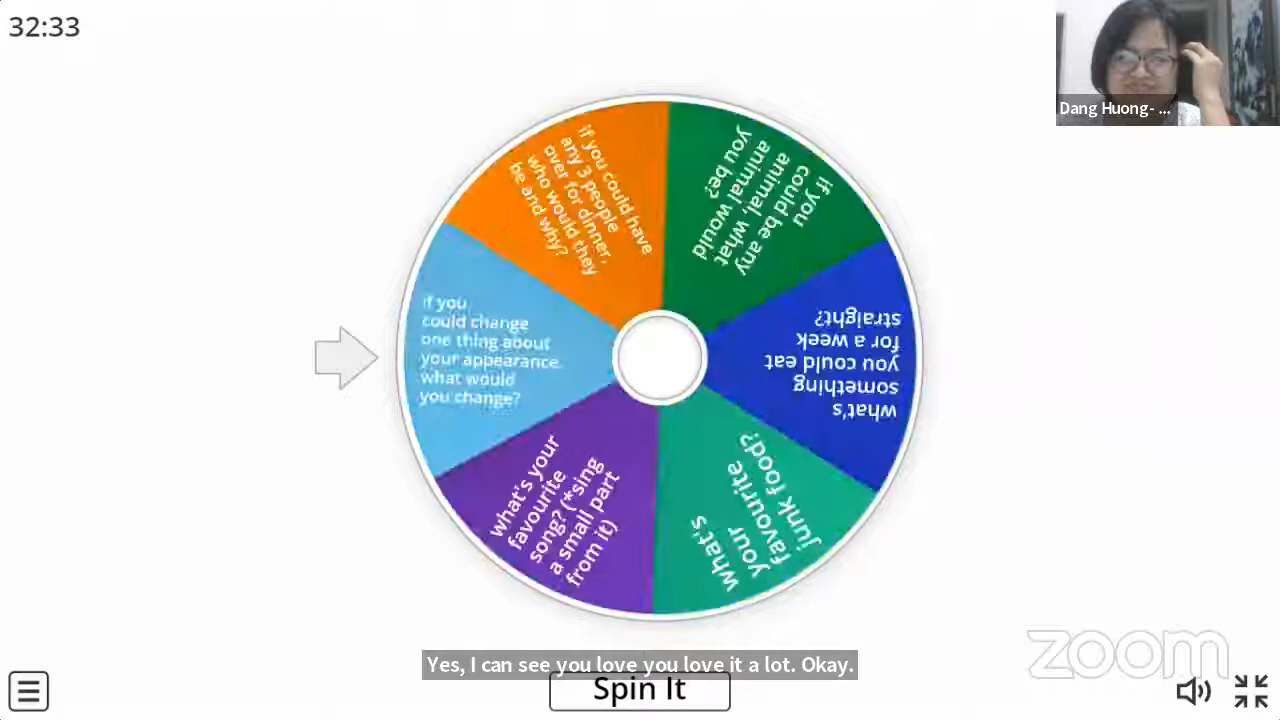 32:33
Dang Huong- ...
if you could have
any 3 people
over for dinner,
who would they
be and why?
If you
could be any
animal, what
animal would
you be?
what's
something
you could eat
for a week
straight?
what's
your
favourite
junk food?
what's your
favourite
song? (*sing
a small part
from it)
if you
could change
one thing about
your appearance,
what would
you change?
Yes, I can see you love you love it a lot. Okay.
Spin It
zoom